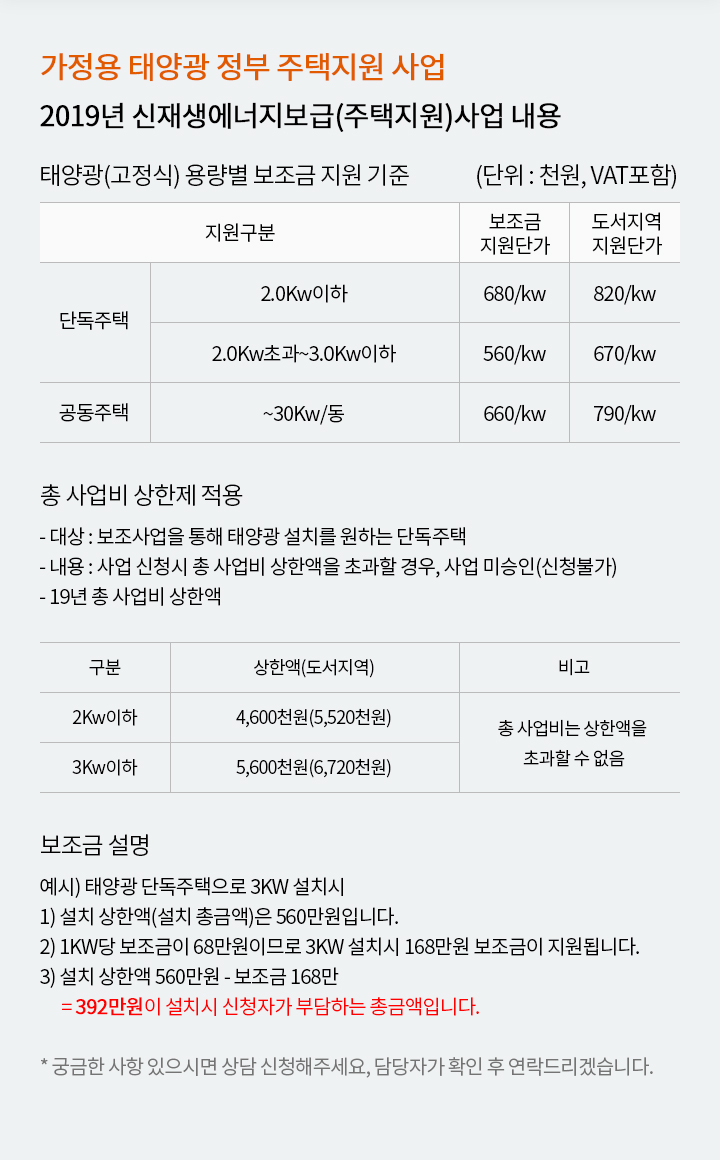 가정용 태양광 정부 주택지원 사업
2019년 신재생에너지보급(주택지원)사업 내용
태양광(고정식) 용량별 보조금 지원 기준 (단위 : 천원, VAT포함)
지원구분
보조금
지원단가
도서지역
지원단가
단독주택
2.0Kw이하
680/kw
820/kw
2.0Kw초과~3.0Kw이하
560/kw
670/kw
공동주택
~30Kw/동
660/kw
790/kw
총 사업비 상한제 적용
- 대상 : 보조사업을 통해 태양광 설치를 원하는 단독주택
- 내용 : 사업 신청시 총 사업비 상한액을 초과할 경우, 사업 미승인(신청불가)
- 19년 총 사업비 상한액
구분
상한액(도서지역)
비고
2Kw이하
4,600천원(5,520천원)
3Kw이하
5,600천원(6,720천원)
총 사업비는 상한액을
초과할 수 없음
보조금 설명
예시) 태양광 단독주택으로 3KW 설치시
1) 설치 상한액(설치 총금액)은 560만원입니다.
2) 1KW당 보조금이 68만원이므로 3KW 설치시 168만원 보조금이 지원됩니다.
3) 설치 상한액 560만원 - 보조금 168만
= 392만원이 설치시 신청자가 부담하는 총금액입니다.
* 궁금한 사항 있으시면 상담 신청해주세요, 담당자가 확인 후 연락드리겠습니다.